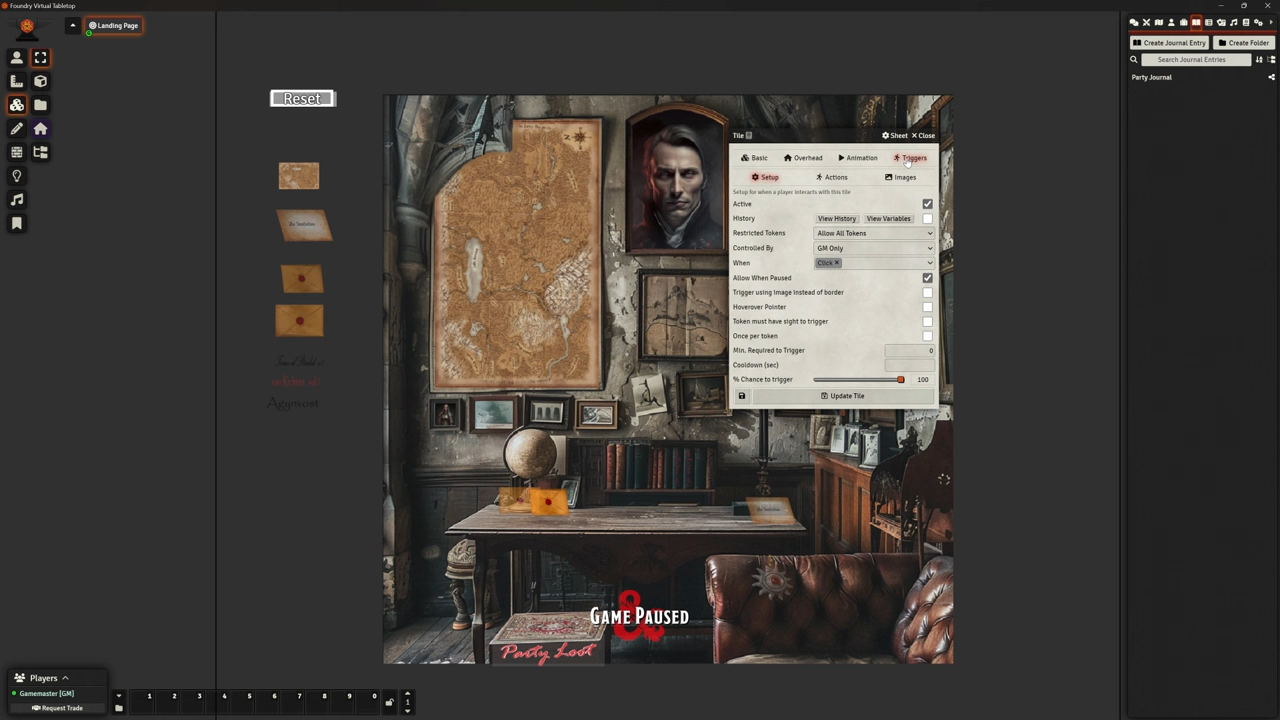 Foundry Virtual Tabletop
Landing Page
Create Journal Entry
Create Folder
Search Journal Entries
Party Journal
Reset
Tile
Sheet
Close
Basic
Overhead
Animation
Triggers
Setup
Actions
Images
Setup for when a player interacts with this tile
Active
History
View History
View Variables
Restricted Tokens
Allow All Tokens
Controlled By
GM Only
When
Click ×
Allow When Paused
Trigger using image instead of border
Hoverover Pointer
Token must have sight to trigger
Once per token
Min. Required to Trigger
0
Cooldown (sec)
% Chance to trigger
100
Update Tile
Agynvost
GAME PAUSED
Party Loot
Players
Gamemaster [GM]
Request Trade
1 2 3 4 5 6 7 8 9 0
1